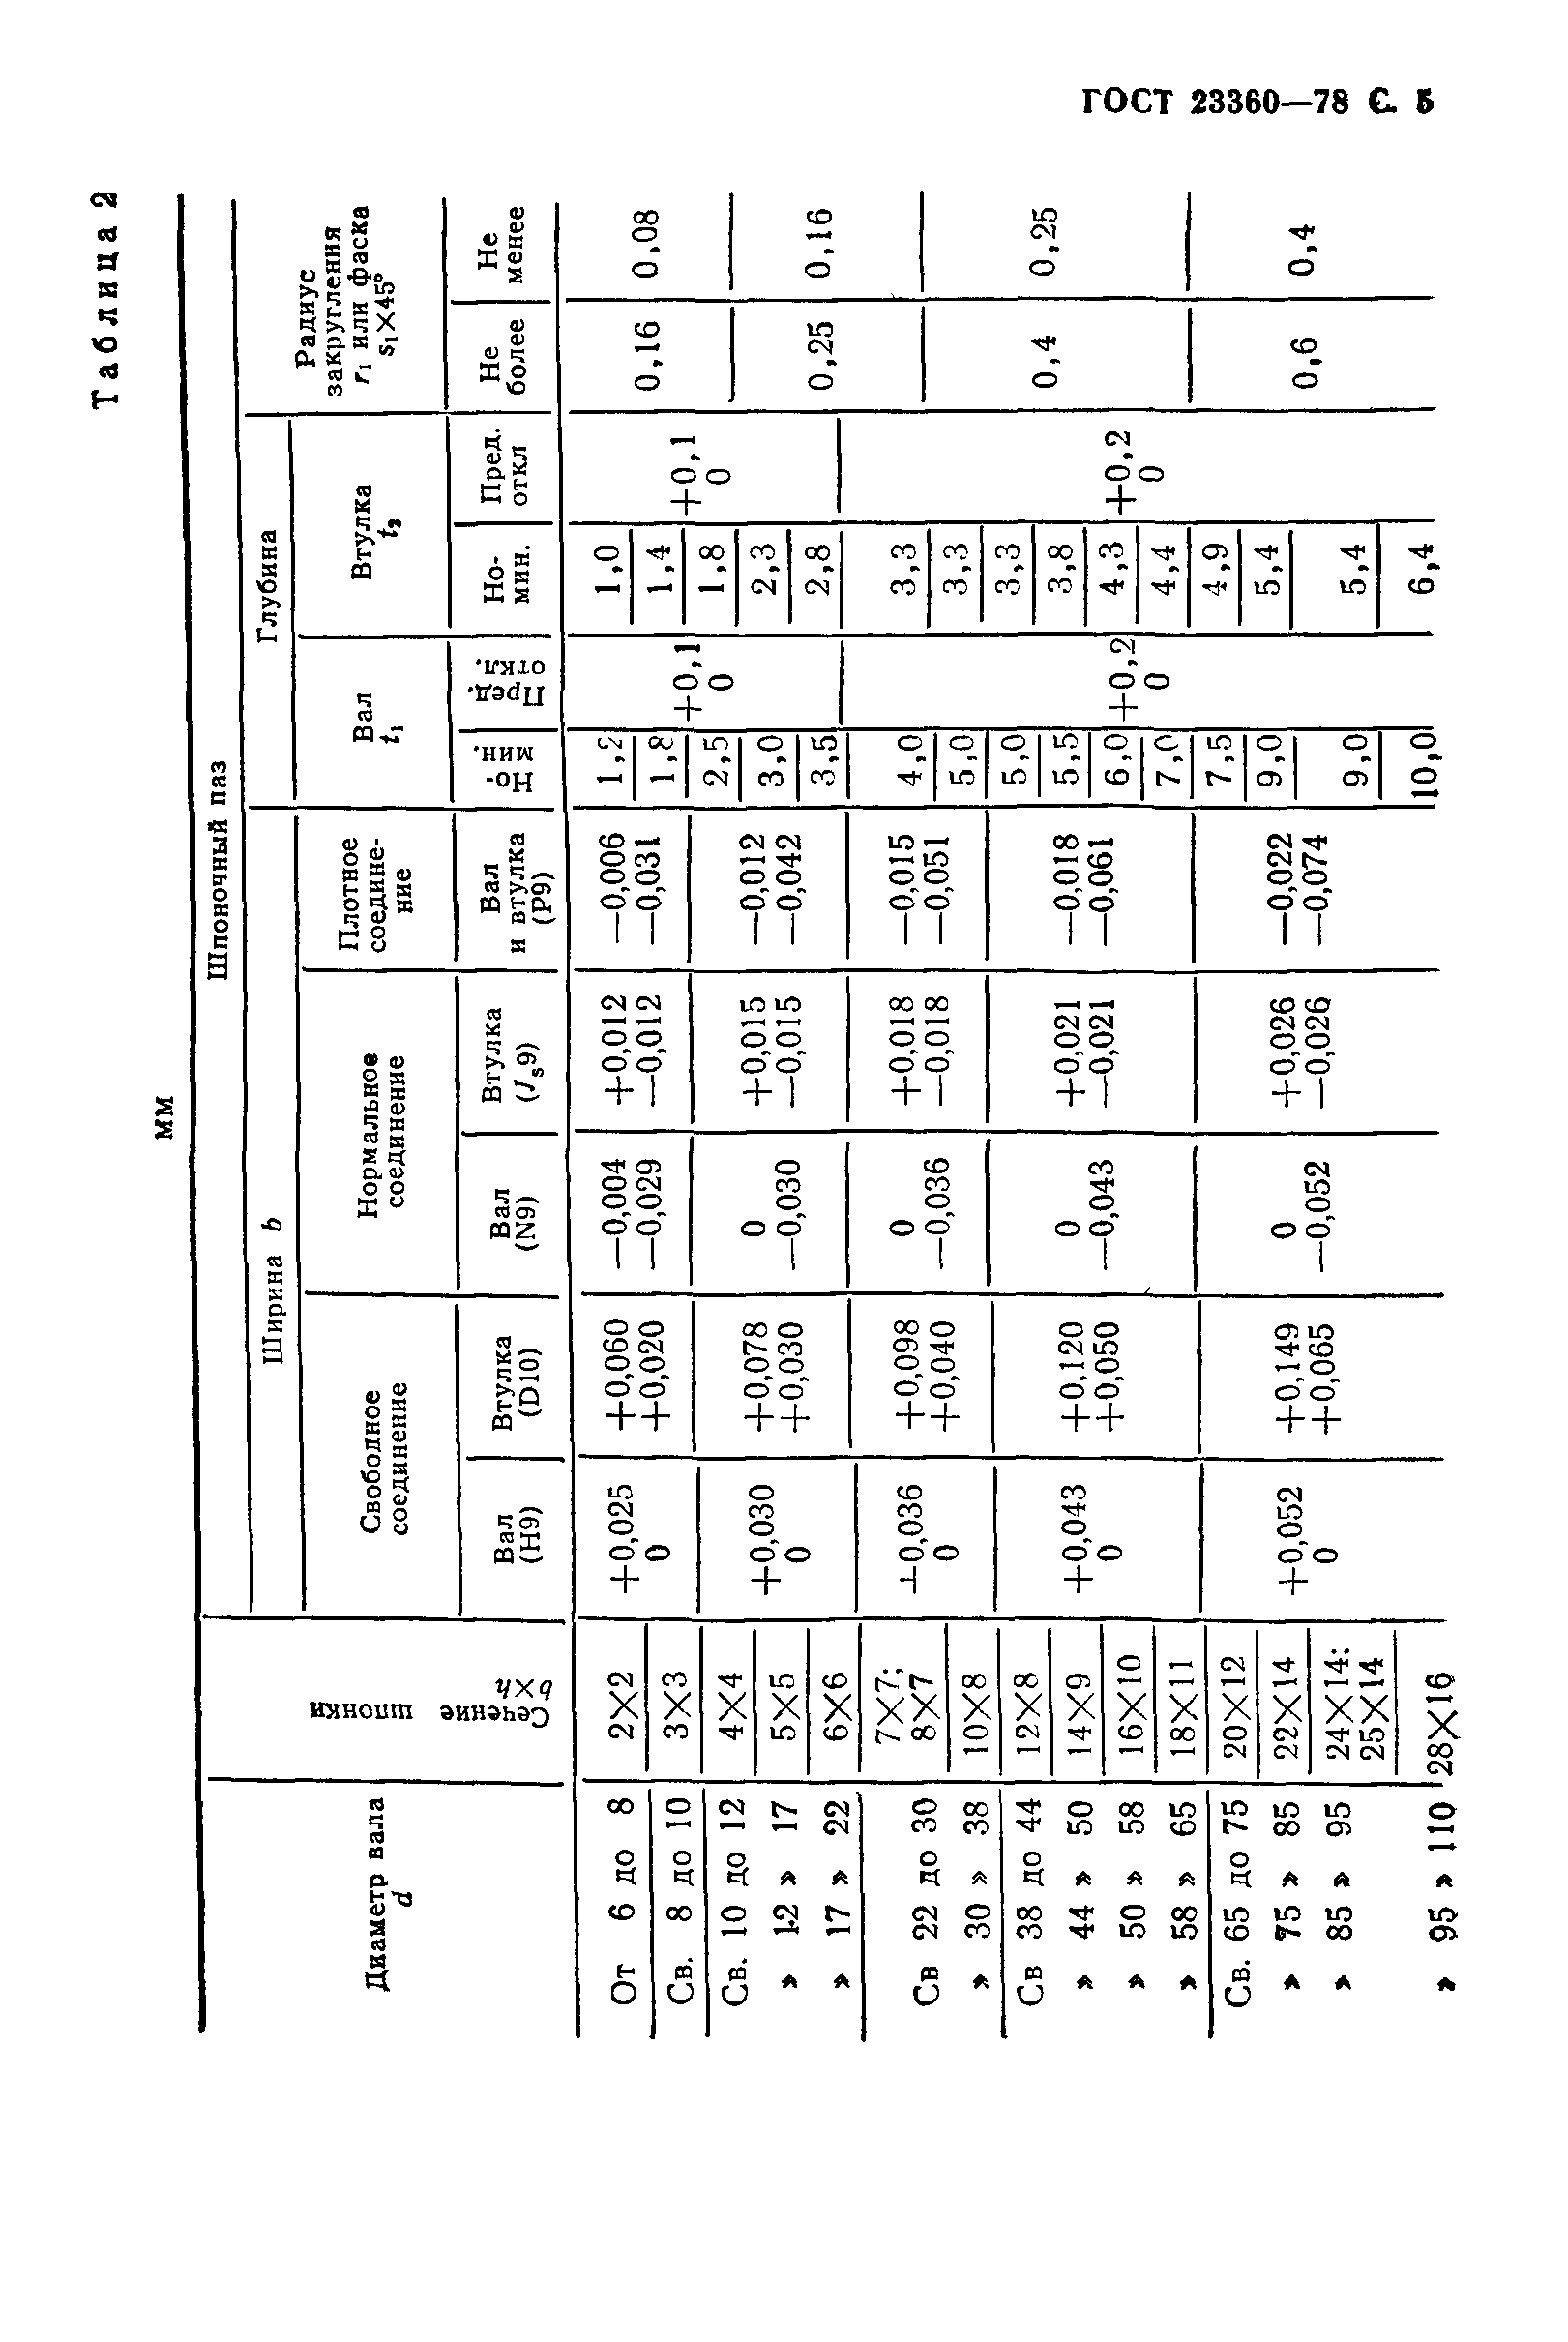 ГОСТ 23360—78 С. 5
Таблица 2
мм
Диаметр вала d
Сечение шпонки b×h
Шпоночный паз
Ширина b
Глубина
Радиус закругления r₁ или фаска s₁×45°
Свободное соединение
Нормальное соединение
Плотное соедине-
ние
Вал t₁
Втулка t₂
Вал (H9)
Втулка (D10)
Вал (N9)
Втулка (Js9)
Вал и втулка (P9)
Но-
мин.
Пред. откл.
Но-
мин.
Пред. откл
Не более
Не менее
От 6 до 8 2×2 +0,025 0 +0,060 +0,020 —0,004 —0,029 +0,012 —0,012 —0,006 —0,031 1,2 +0,1 0 1,0 +0,1 0 0,16 0,08
Св. 8 до 10 3×3 1,8 1,4
Св. 10 до 12 4×4 +0,030 0 +0,078 +0,030 0 —0,030 +0,015 —0,015 —0,012 —0,042 2,5 1,8
» 12 » 17 5×5 3,0 2,3 0,25 0,16
» 17 » 22 6×6 3,5 2,8
Св 22 до 30 7×7; 8×7 +0,036 0 +0,098 +0,040 0 —0,036 +0,018 —0,018 —0,015 —0,051 4,0 +0,2 0 3,3 +0,2 0
» 30 » 38 10×8 5,0 3,3 0,4 0,25
Св 38 до 44 12×8 +0,043 0 +0,120 +0,050 0 —0,043 +0,021 —0,021 —0,018 —0,061 5,0 3,3
» 44 » 50 14×9 5,5 3,8
» 50 » 58 16×10 6,0 4,3
» 58 » 65 18×11 7,0 4,4
Св. 65 до 75 20×12 +0,052 0 +0,149 +0,065 0 —0,052 +0,026 —0,026 —0,022 —0,074 7,5 4,9 0,6 0,4
» 75 » 85 22×14 9,0 5,4
» 85 » 95 24×14: 25×14 9,0 5,4
» 95 » 110 28×16 10,0 6,4